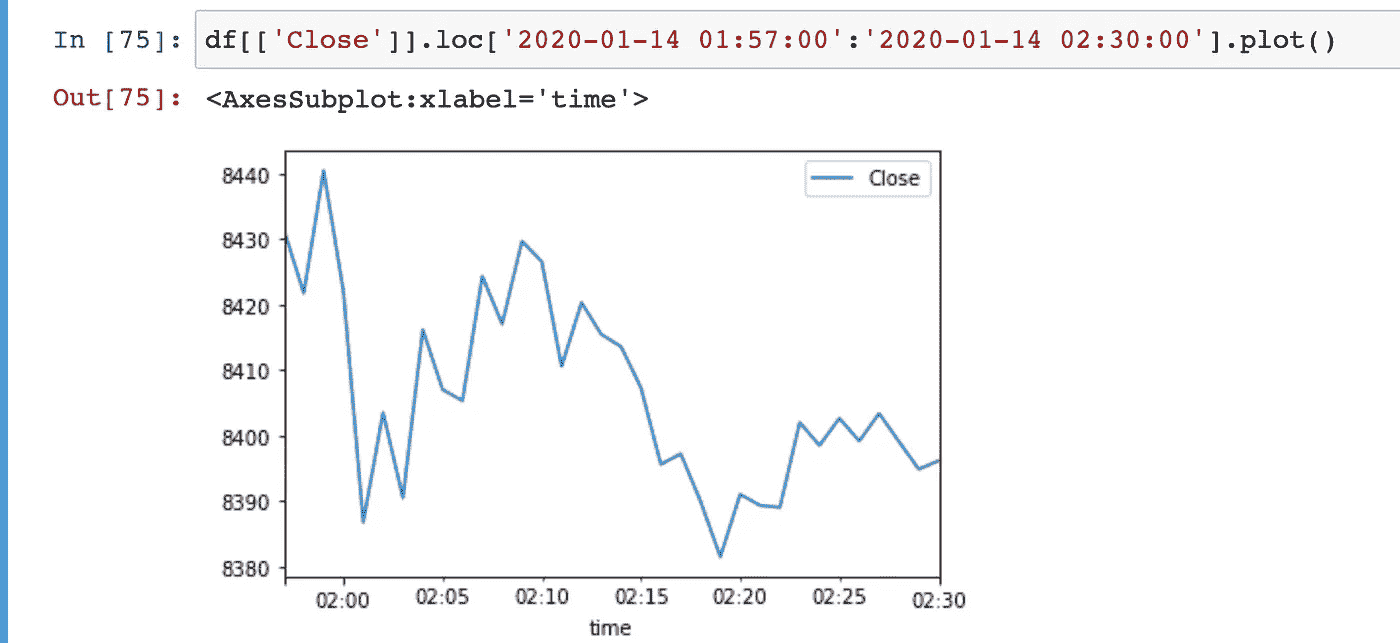 In [75]: df[['Close']].loc['2020-01-14 01:57:00':'2020-01-14 02:30:00'].plot()
Out[75]: <AxesSubplot:xlabel='time'>
Close
8440
8430
8420
8410
8400
8390
8380
02:00 02:05 02:10 02:15 02:20 02:25 02:30
time